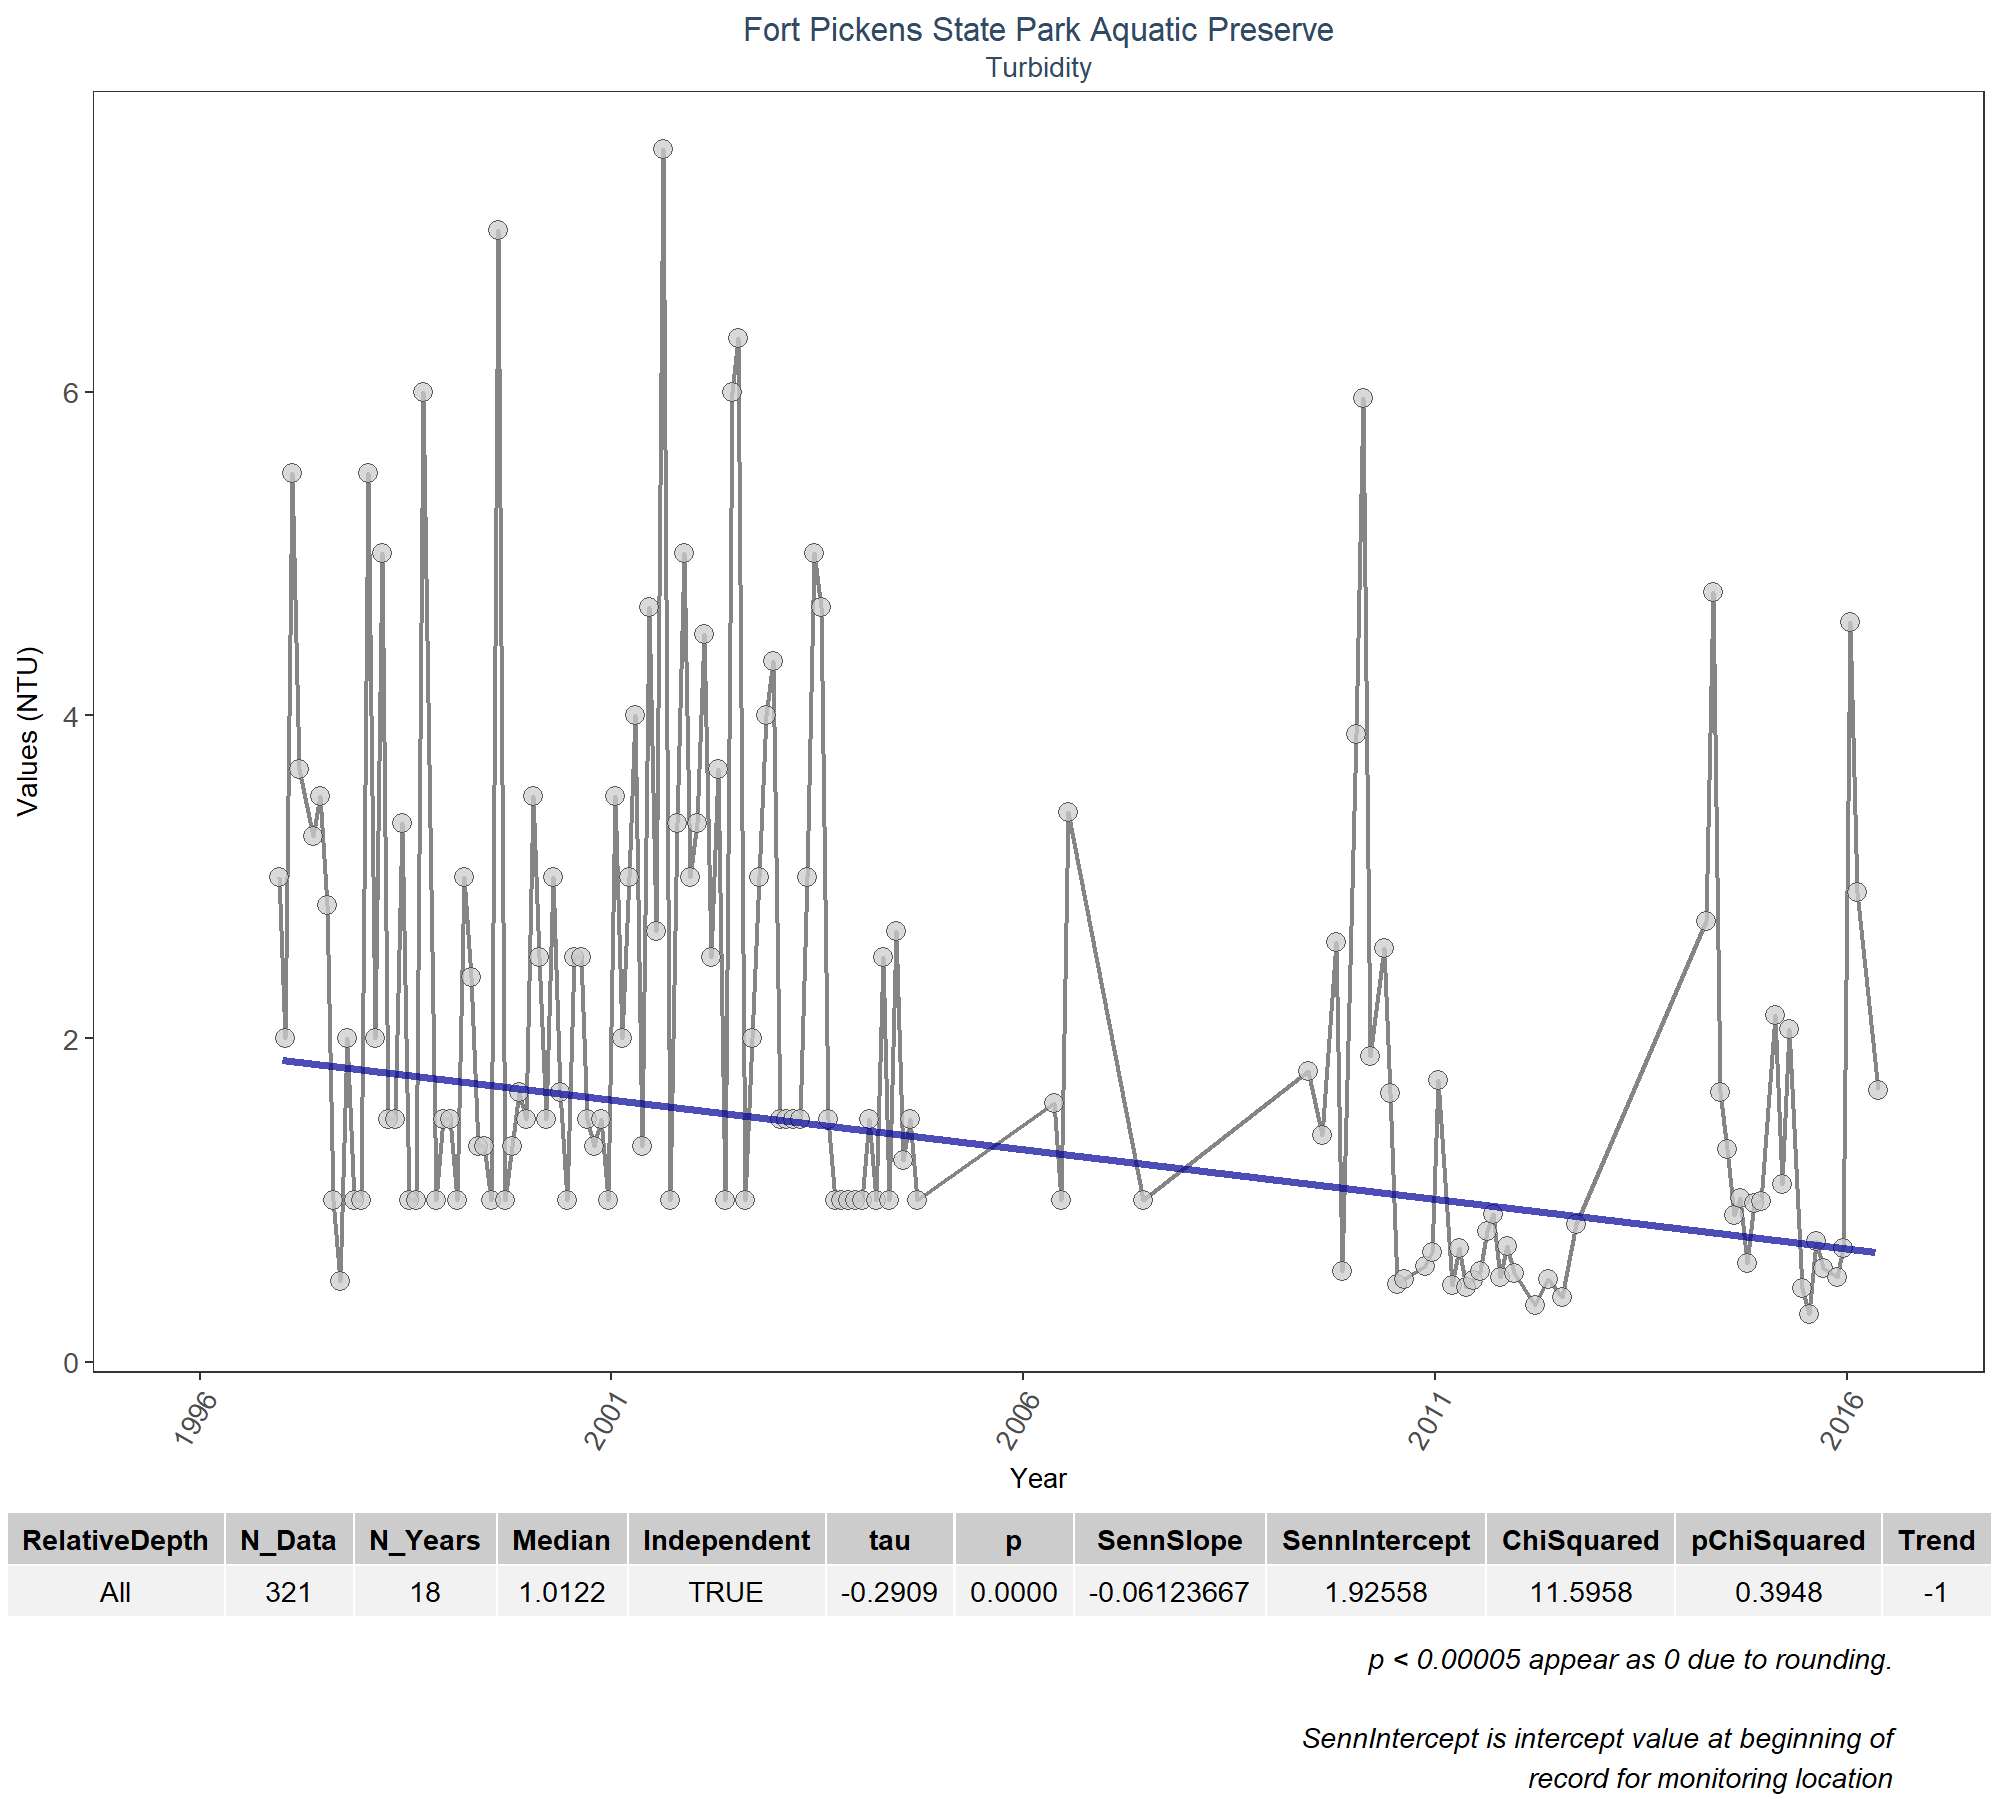 Fort Pickens State Park Aquatic Preserve
Turbidity
Values (NTU)
6
4
2
0
1996
2001
2006
2011
2016
Year
RelativeDepth N_Data N_Years Median Independent tau p SennSlope SennIntercept ChiSquared pChiSquared Trend
All 321 18 1.0122 TRUE -0.2909 0.0000 -0.06123667 1.92558 11.5958 0.3948 -1
p < 0.00005 appear as 0 due to rounding.
SennIntercept is intercept value at beginning of
record for monitoring location